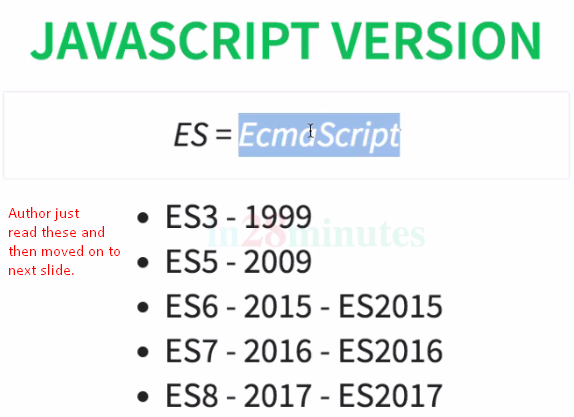 JAVASCRIPT VERSION
ES = EcmaScript
Author just
read these and
then moved on to
next slide.
ES3 - 1999
in28minutes
ES5 - 2009
ES6 - 2015 - ES2015
ES7 - 2016 - ES2016
ES8 - 2017 - ES2017